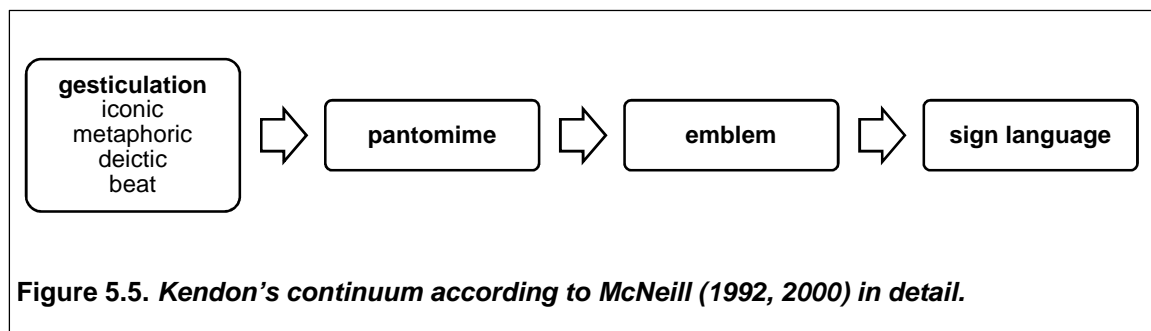 gesticulation
iconic
metaphoric
deictic
beat
pantomime
emblem
sign language
Figure 5.5. Kendon's continuum according to McNeill (1992, 2000) in detail.